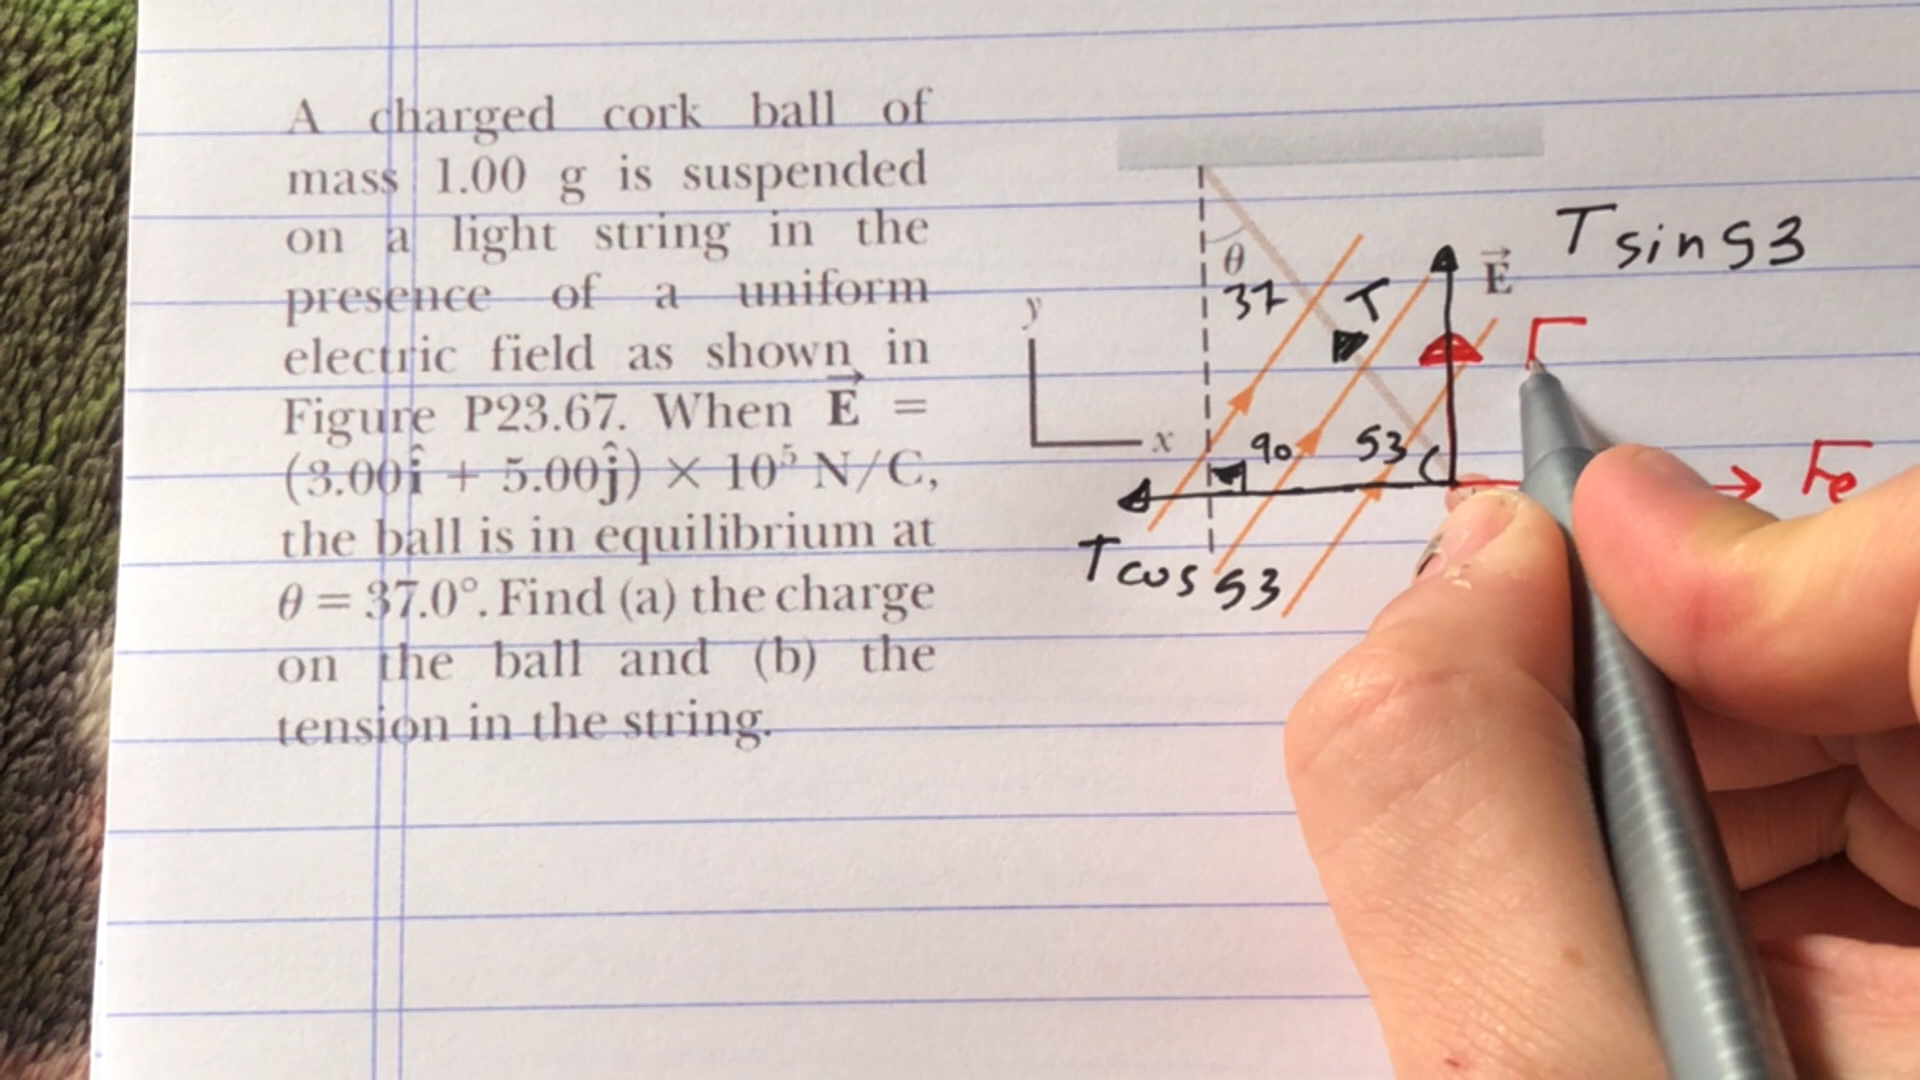 A charged cork ball of
mass 1.00 g is suspended
on a light string in the
presence of a uniform
electric field as shown in
Figure P23.67. When E⃗ =
(3.00î + 5.00ĵ) × 10⁵ N/C,
the ball is in equilibrium at
θ = 37.0°. Find (a) the charge
on the ball and (b) the
tension in the string.
T sin 53
θ
E⃗
37
T
y
x
90
53
Fe
T cos 53